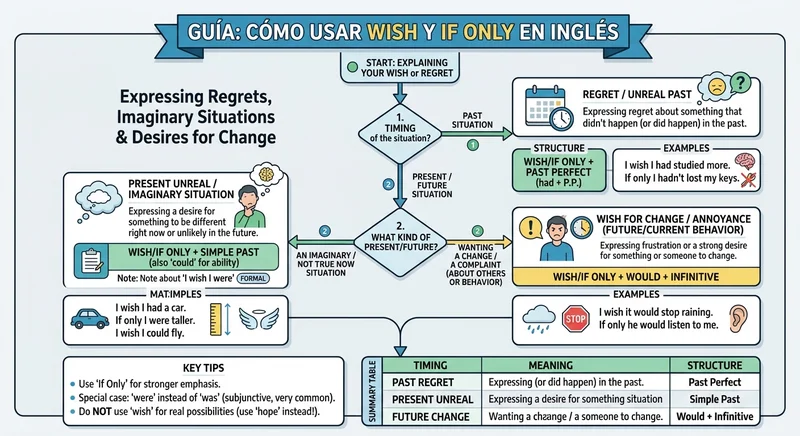 GUÍA: CÓMO USAR WISH Y IF ONLY EN INGLÉS
START: EXPLAINING
YOUR WISH or REGRET
Expressing Regrets,
Imaginary Situations
& Desires for Change
1.
TIMING
of the situation?
PAST
SITUATION
1
REGRET / UNREAL PAST
Expressing regret about something that
didn't happen (or did happen) in the past.
?
STRUCTURE
WISH/IF ONLY +
PAST PERFECT
(had + P.P.)
EXAMPLES
I wish I had studied more.
If only I hadn't lost my keys.
2
PRESENT /
FUTURE
SITUATION
2.
WHAT KIND OF
PRESENT/FUTURE?
2
AN IMAGINARY /
NOT TRUE NOW
SITUATION
PRESENT UNREAL /
IMAGINARY SITUATION
Expressing a desire for
something to be different
right now or unlikely in the future.
WISH/IF ONLY + SIMPLE PAST
(also 'could' for ability)
Note: Note about 'I wish I were' FORMAL
MATIMPLES
I wish I had a car.
If only I were taller.
I wish I could fly.
2
WANTING
A CHANGE /
A COMPLAINT
(ABOUT OTHERS
OR BEHAVIOR)
!
WISH FOR CHANGE / ANNOYANCE
(FUTURE/CURRENT BEHAVIOR)
Expressing frustration or a strong desire
for something or someone to change.
WISH/IF ONLY + WOULD + INFINITIVE
EXAMPLES
STOP
I wish it would stop raining.
If only he would listen to me.
KEY TIPS
• Use 'If Only' for stronger emphasis.
• Special case: 'were' instead of 'was' (subjunctive, very common).
• Do NOT use 'wish' for real possibilities (use 'hope' instead!).
SUMMARY TABLE
TIMING MEANING STRUCTURE
PAST REGRET Expressing (or did happen) in the past. Past Perfect
PRESENT UNREAL Expressing a desire for something situation Simple Past
FUTURE CHANGE Wanting a change / a someone to change. Would + Infinitive